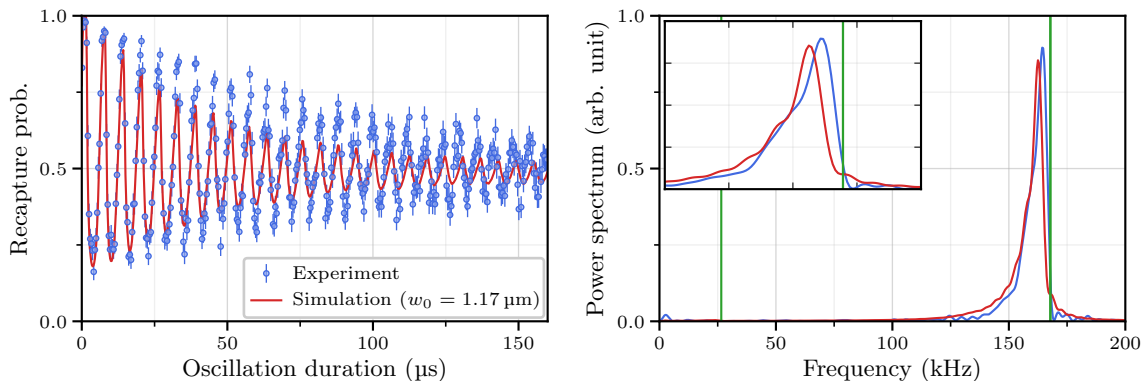 Recapture prob.
1.0
0.5
0.0
0
50
100
150
Oscillation duration (µs)
Experiment
Simulation (w₀ = 1.17 µm)
Power spectrum (arb. unit)
1.0
0.5
0.0
0
50
100
150
200
Frequency (kHz)